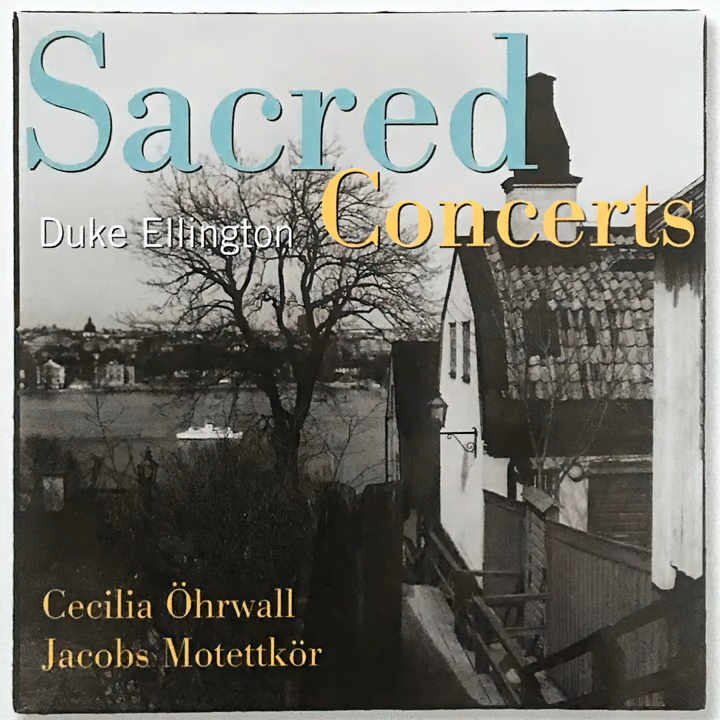 Sacred
Duke Ellington Concerts
Cecilia Öhrwall
Jacobs Motettkör